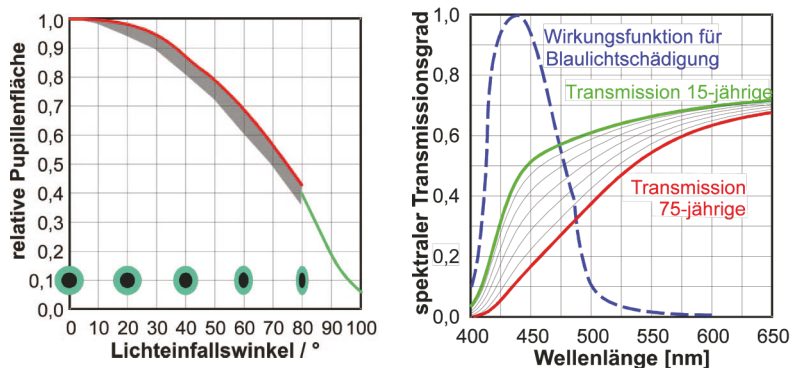 relative Pupillenfläche
1,0
0,9
0,8
0,7
0,6
0,5
0,4
0,3
0,2
0,1
0,0
0 10 20 30 40 50 60 70 80 90 100
Lichteinfallswinkel / °
spektraler Transmissionsgrad
1,0
0,8
0,6
0,4
0,2
0,0
Wirkungsfunktion für
Blaulichtschädigung
Transmission 15-jährige
Transmission
75-jährige
400 450 500 550 600 650
Wellenlänge [nm]